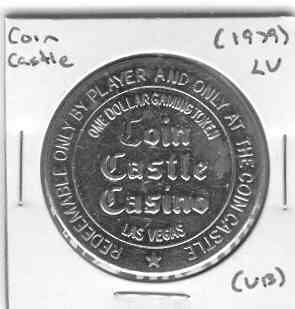 Coin
Castle
(1979)
LV
REDEEMABLE ONLY BY PLAYER AND ONLY AT THE COIN CASTLE
ONE DOLLAR GAMING TOKEN
Coin
Castle
Casino
LAS VEGAS
(UB)